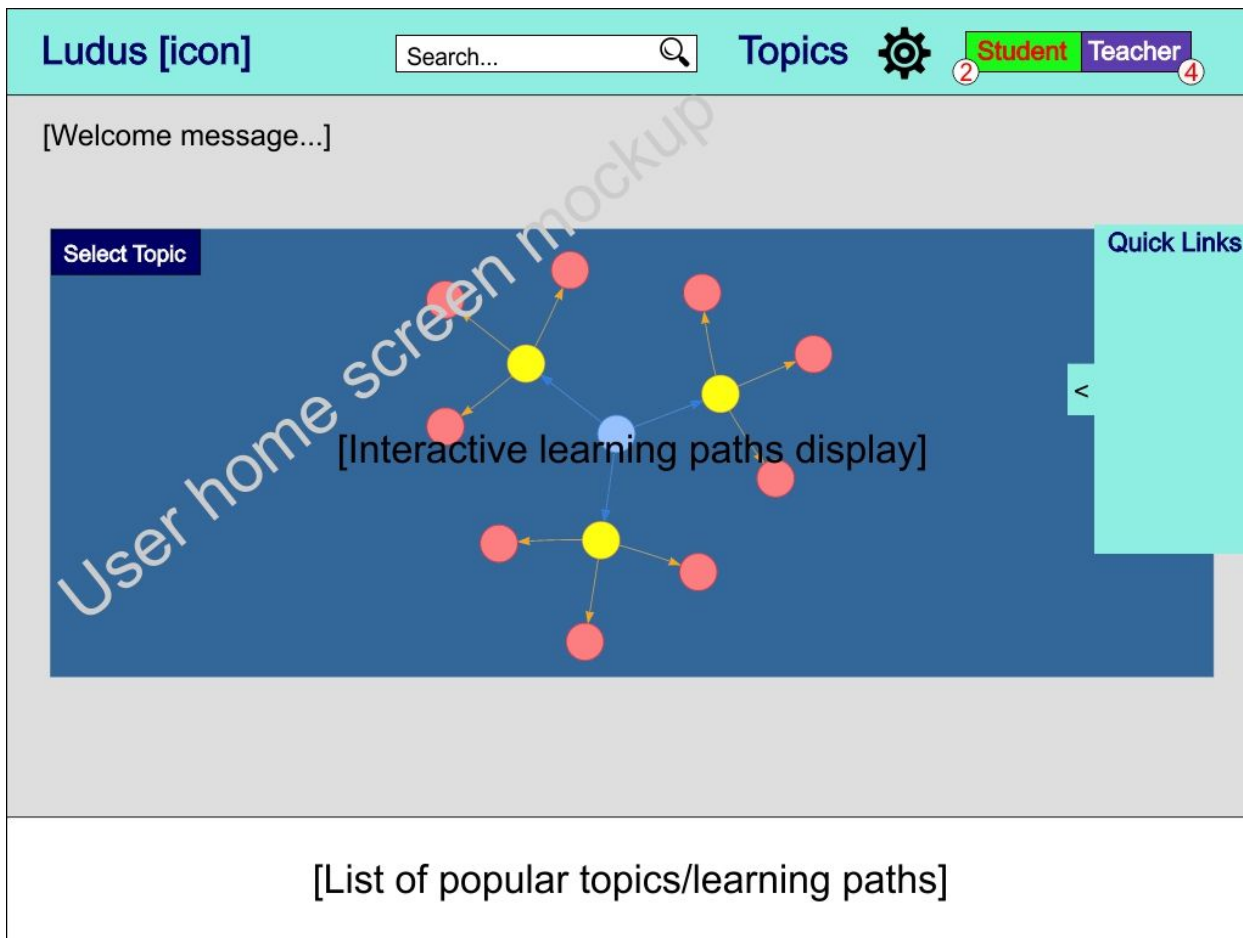 Ludus [icon]
Search...
Topics
Student
Teacher
2
4
[Welcome message...]
User home screen mockup
Select Topic
Quick Links
<
[Interactive learning paths display]
[List of popular topics/learning paths]